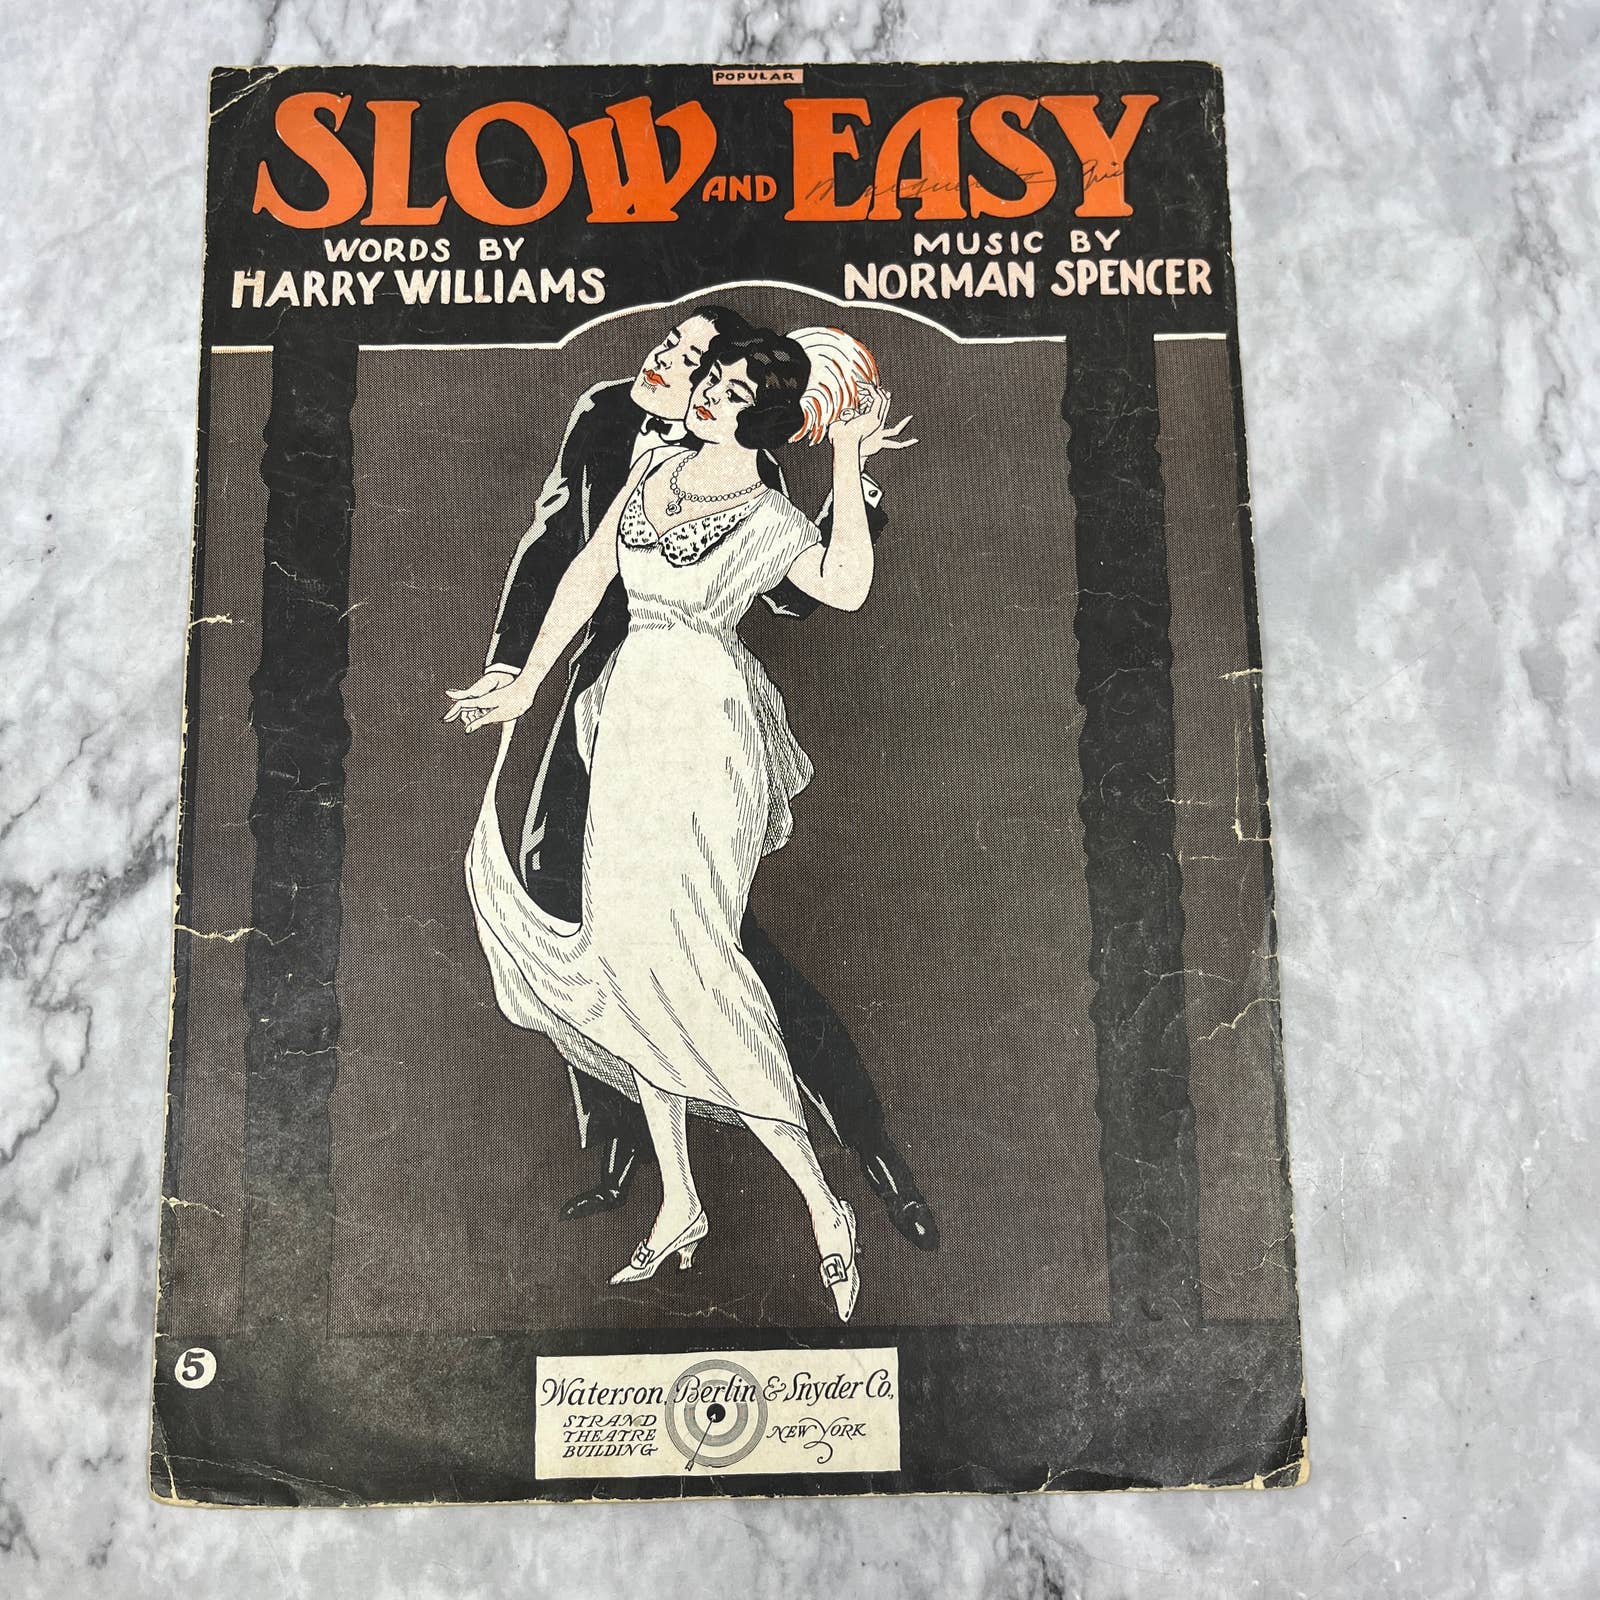 POPULAR
SLOW AND EASY
WORDS BY
HARRY WILLIAMS
MUSIC BY
NORMAN SPENCER
5
Waterson, Berlin & Snyder Co.,
STRAND
THEATRE
BUILDING
NEW YORK